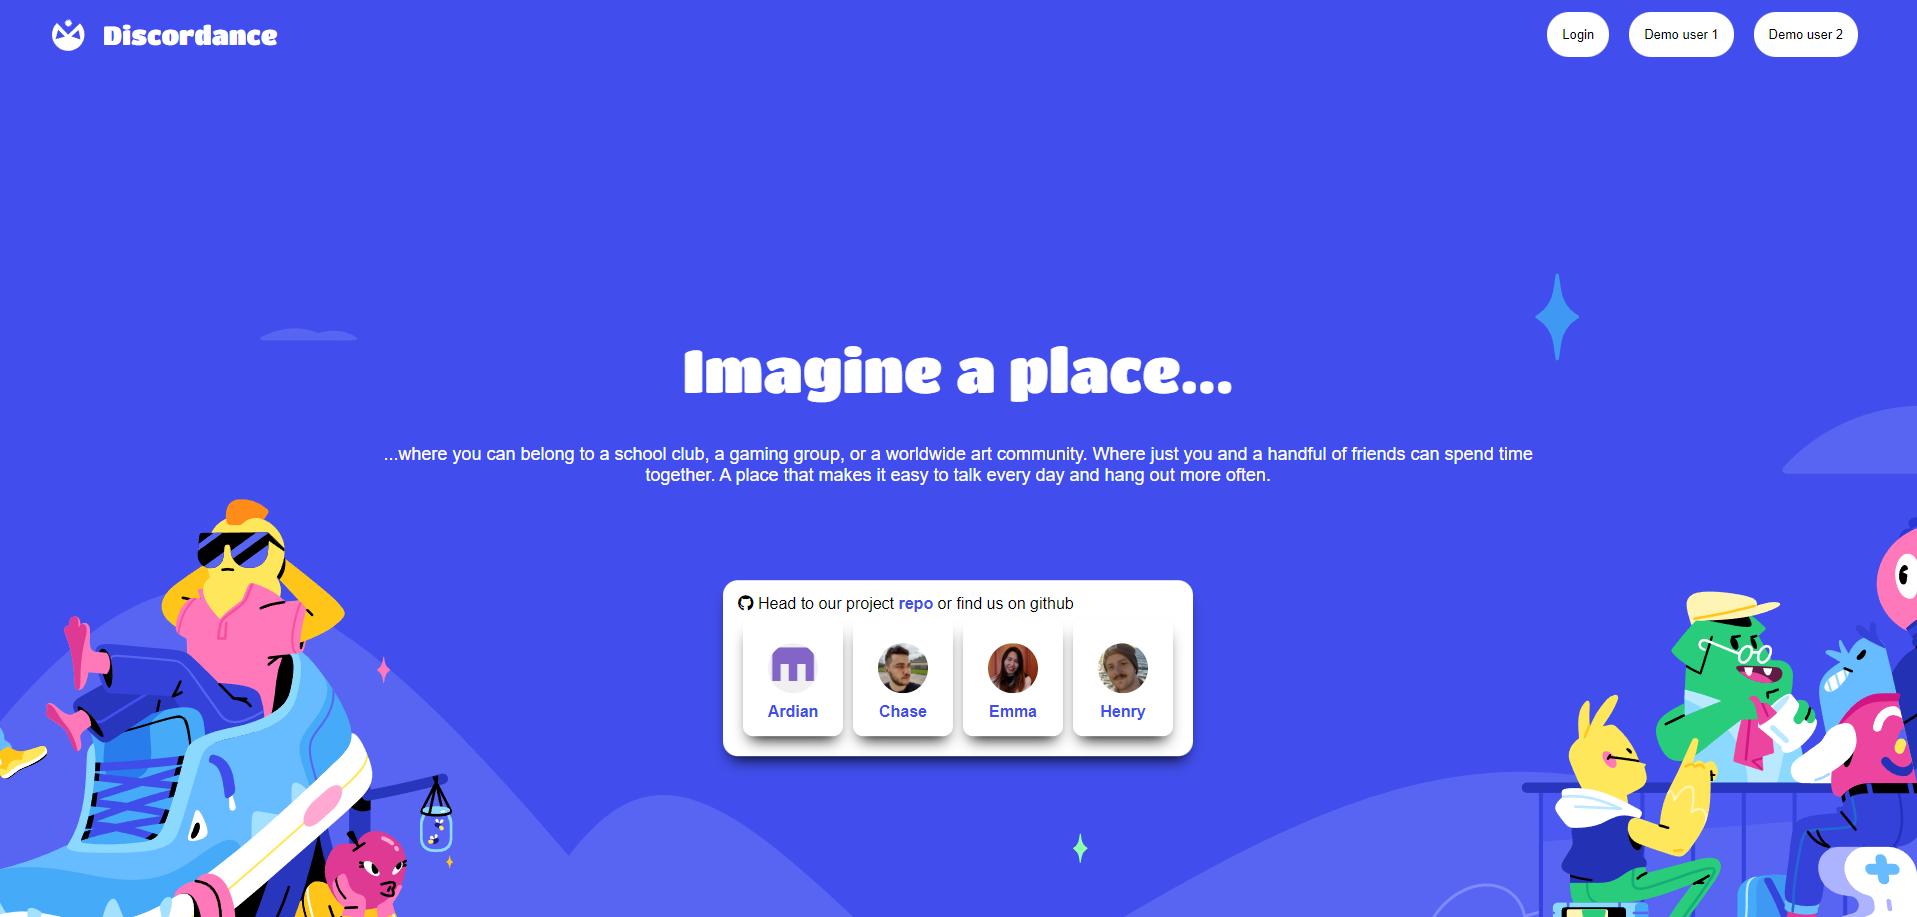 Discordance
Login
Demo user 1
Demo user 2
Imagine a place...
...where you can belong to a school club, a gaming group, or a worldwide art community. Where just you and a handful of friends can spend time
together. A place that makes it easy to talk every day and hang out more often.
Head to our project repo or find us on github
Ardian
Chase
Emma
Henry